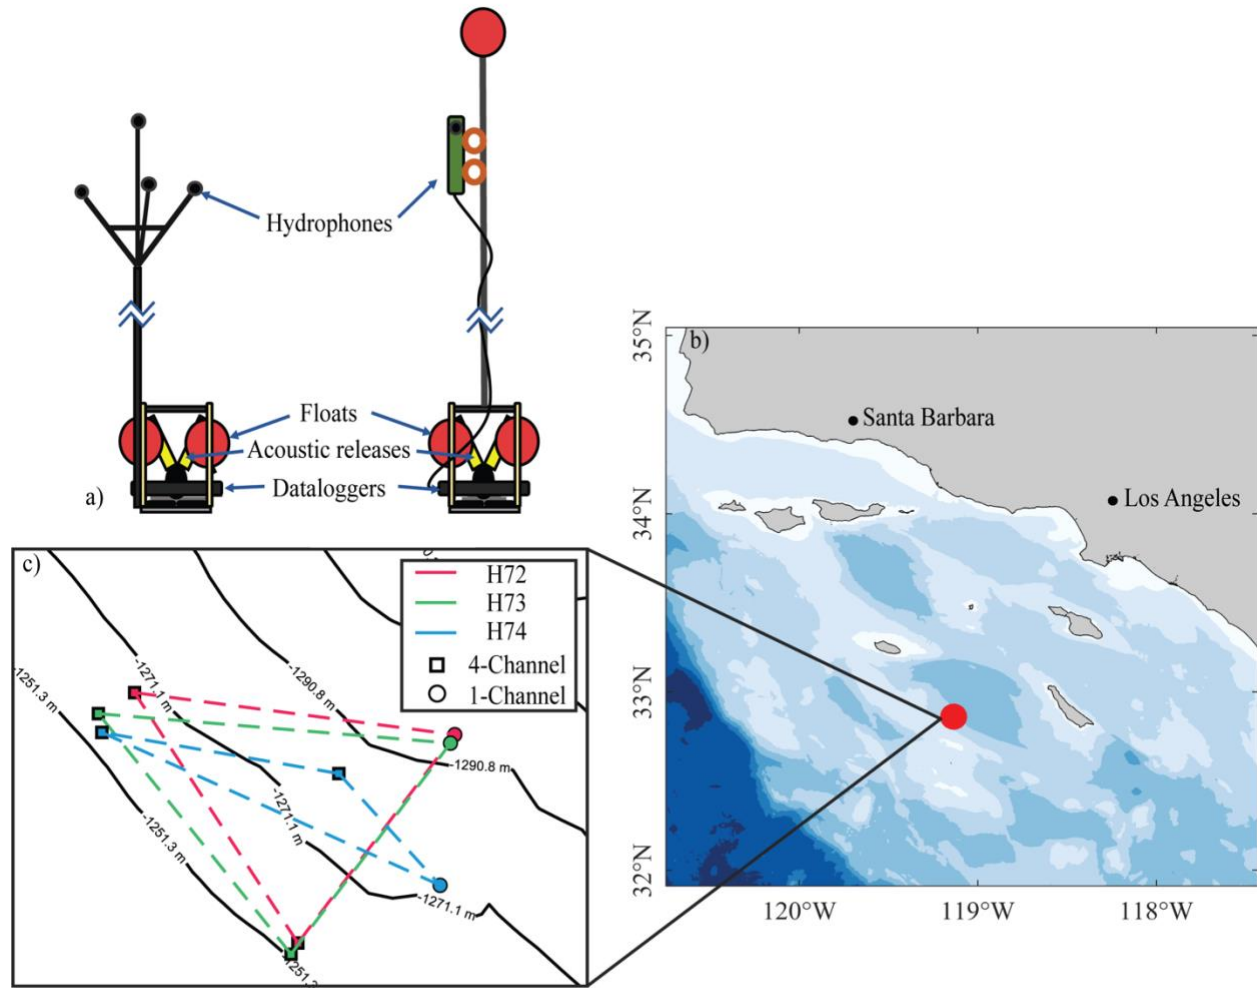 Hydrophones
Floats
Acoustic releases
Dataloggers
a)
b)
35°N
34°N
33°N
32°N
Santa Barbara
Los Angeles
120°W
119°W
118°W
c)
H72
H73
H74
4-Channel
1-Channel
-1251.3 m
-1271.1 m
-1290.8 m
-1290.8 m
-1271.1 m
-1251.3 m
-1271.1 m